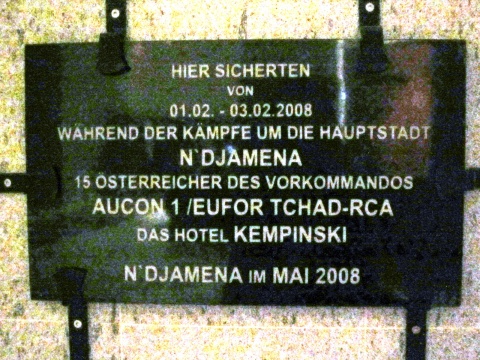 HIER SICHERTEN
VON
01.02. - 03.02.2008
WÄHREND DER KÄMPFE UM DIE HAUPTSTADT
N`DJAMENA
15 ÖSTERREICHER DES VORKOMMANDOS
AUCON 1 /EUFOR TCHAD-RCA
DAS HOTEL KEMPINSKI
N`DJAMENA IM MAI 2008